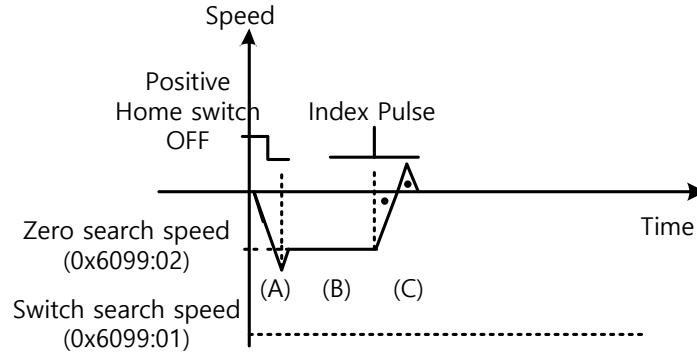 Speed
Positive
Home switch
OFF
Index Pulse
Time
Zero search speed
(0x6099:02)
(A)
(B)
(C)
Switch search speed
(0x6099:01)